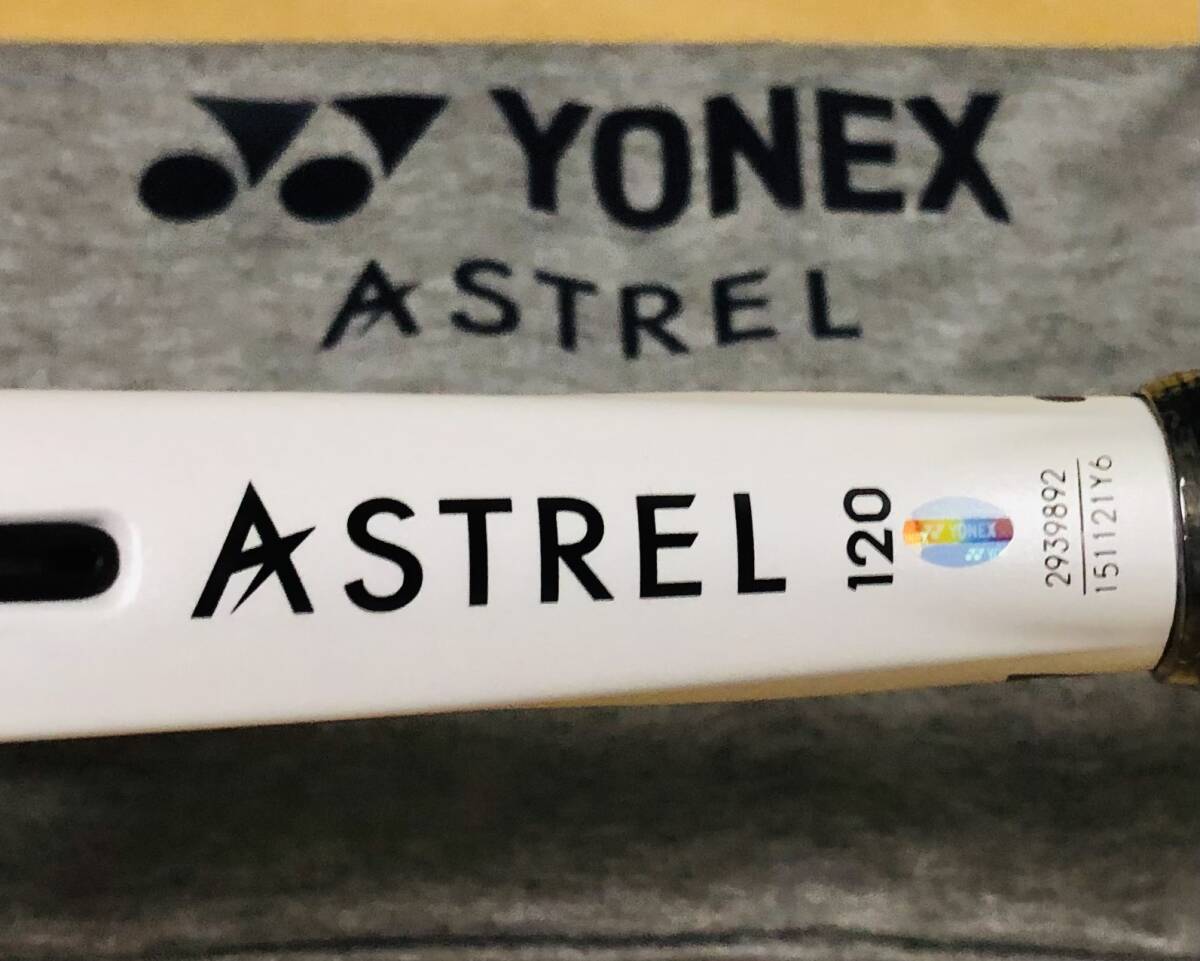 YONEX
ASTREL
ASTREL 120
YONEX
2939892
151121Y6